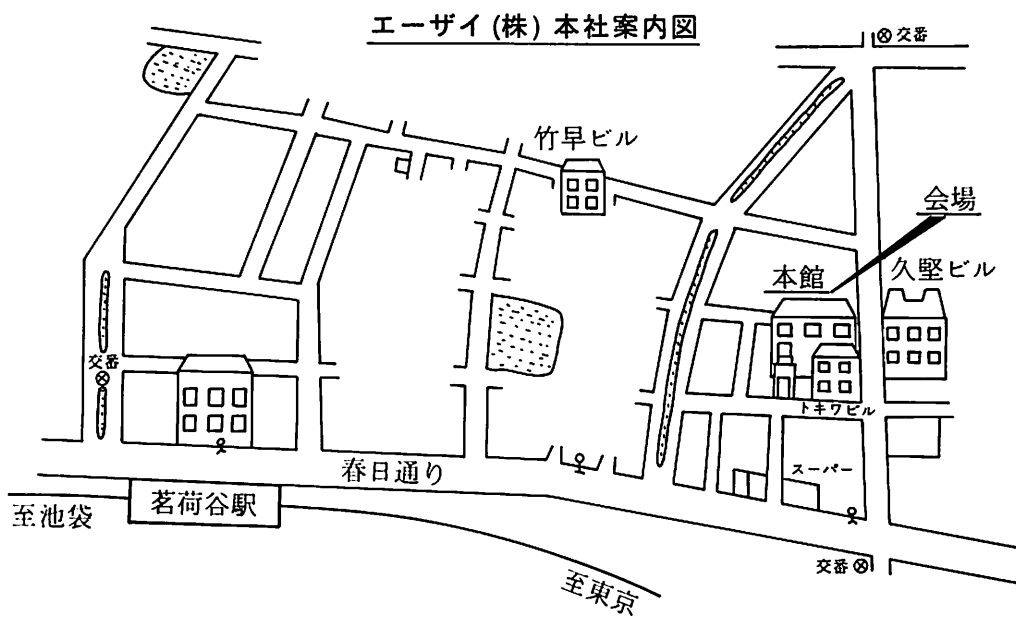 エーザイ(株)本社案内図
交番
竹早ビル
会場
本館
久堅ビル
交番
トキワビル
春日通り
スーパー
茗荷谷駅
至池袋
交番
至東京